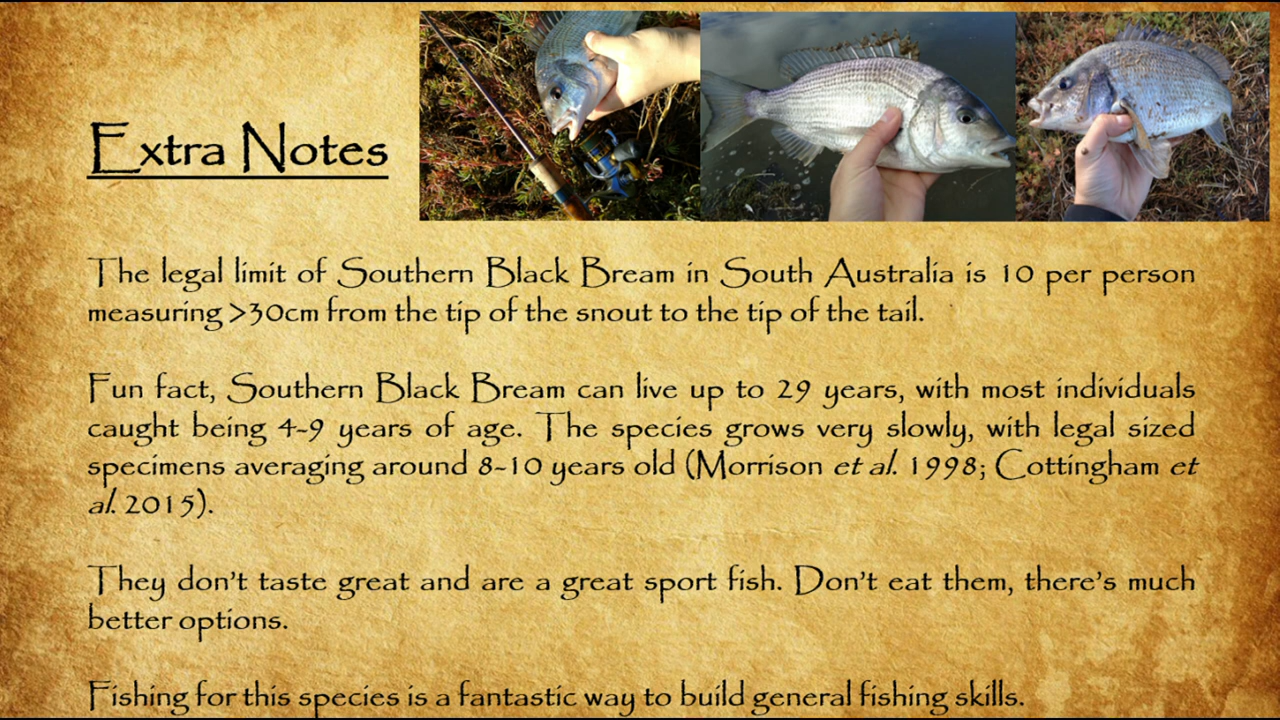 Extra Notes
The legal limit of Southern Black Bream in South Australia is 10 per person
measuring >30cm from the tip of the snout to the tip of the tail.
Fun fact, Southern Black Bream can live up to 29 years, with most individuals
caught being 4-9 years of age. The species grows very slowly, with legal sized
specimens averaging around 8-10 years old (Morrison et al. 1998; Cottingham et
al. 2015).
They don't taste great and are a great sport fish. Don't eat them, there's much
better options.
Fishing for this species is a fantastic way to build general fishing skills.